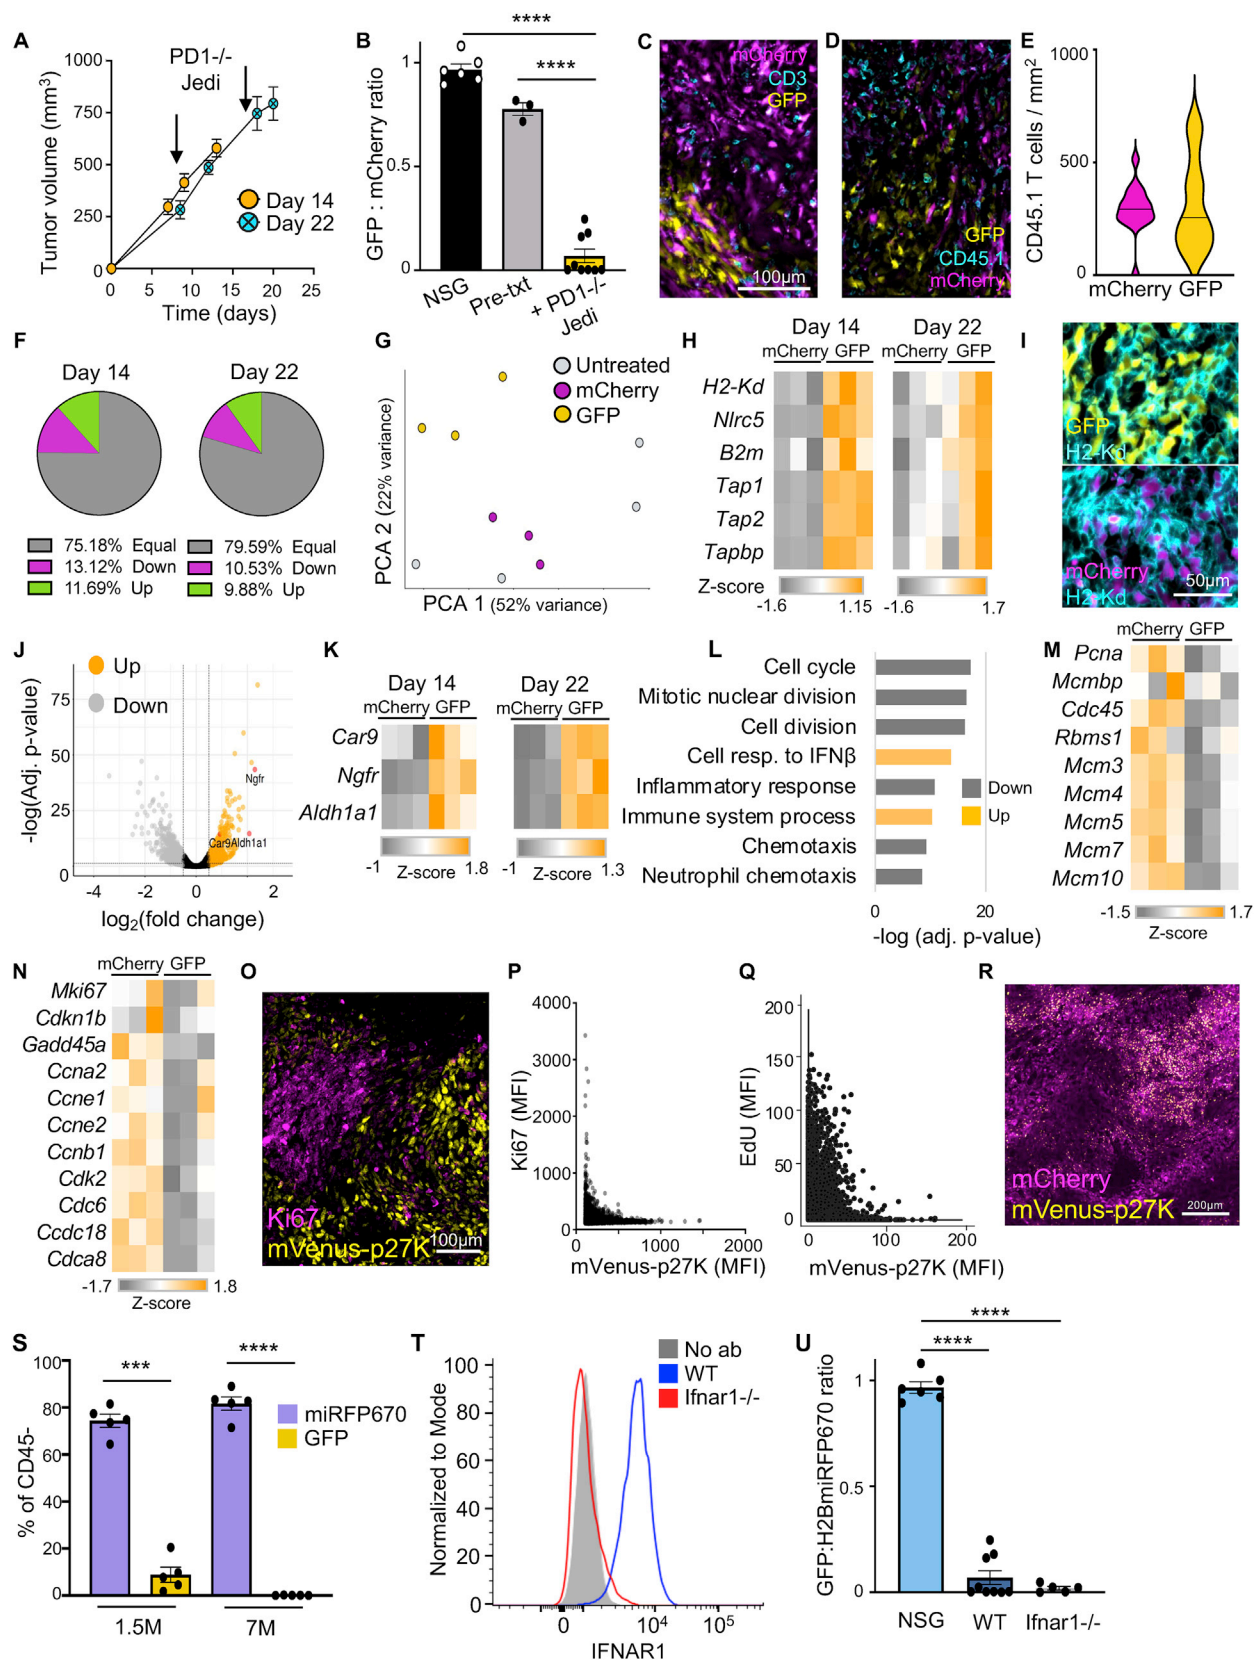 A
PD1-/-
Jedi
Tumor volume (mm3)
1000
750
500
250
0
0 5 10 15 20 25
Time (days)
Day 14
Day 22
B
****
****
GFP : mCherry ratio
1
0.5
0
NSG
Pre-txt
+ PD1-/-
Jedi
C
mCherry
CD3
GFP
100µm
D
GFP
CD45.1
mCherry
E
CD45.1 T cells / mm2
1000
500
0
mCherry GFP
F
Day 14
Day 22
75.18% Equal
13.12% Down
11.69% Up
79.59% Equal
10.53% Down
9.88% Up
G
Untreated
mCherry
GFP
PCA 2 (22% variance)
PCA 1 (52% variance)
H
Day 14
Day 22
mCherry GFP
mCherry GFP
H2-Kd
Nlrc5
B2m
Tap1
Tap2
Tapbp
Z-score
-1.6 1.15
-1.6 1.7
I
GFP
H2-Kd
mCherry
H2-Kd
50µm
J
Up
Down
-log(Adj. p-value)
75
50
25
0
Ngfr
Car9 Aldh1a1
-4 -2 0 2
log2(fold change)
K
Day 14
Day 22
mCherry GFP
mCherry GFP
Car9
Ngfr
Aldh1a1
-1 Z-score 1.8
-1 Z-score 1.3
L
Cell cycle
Mitotic nuclear division
Cell division
Cell resp. to IFNβ
Inflammatory response
Immune system process
Chemotaxis
Neutrophil chemotaxis
Down
Up
0 20
-log (adj. p-value)
M
mCherry GFP
Pcna
Mcmbp
Cdc45
Rbms1
Mcm3
Mcm4
Mcm5
Mcm7
Mcm10
-1.5 1.7
Z-score
N
mCherry GFP
Mki67
Cdkn1b
Gadd45a
Ccna2
Ccne1
Ccne2
Ccnb1
Cdk2
Cdc6
Ccdc18
Cdca8
-1.7 1.8
Z-score
O
Ki67
mVenus-p27K
100µm
P
Ki67 (MFI)
4000
3000
2000
1000
0
0 1000 2000
mVenus-p27K (MFI)
Q
EdU (MFI)
200
150
100
50
0
0 100 200
mVenus-p27K (MFI)
R
mCherry
mVenus-p27K
200µm
S
***
****
% of CD45-
100
80
60
40
20
0
miRFP670
GFP
1.5M
7M
T
No ab
WT
Ifnar1-/-
Normalized to Mode
100
80
60
40
20
0
0 10^4 10^5
IFNAR1
U
****
****
GFP:H2BmiRFP670 ratio
1
0.5
0
NSG
WT
Ifnar1-/-